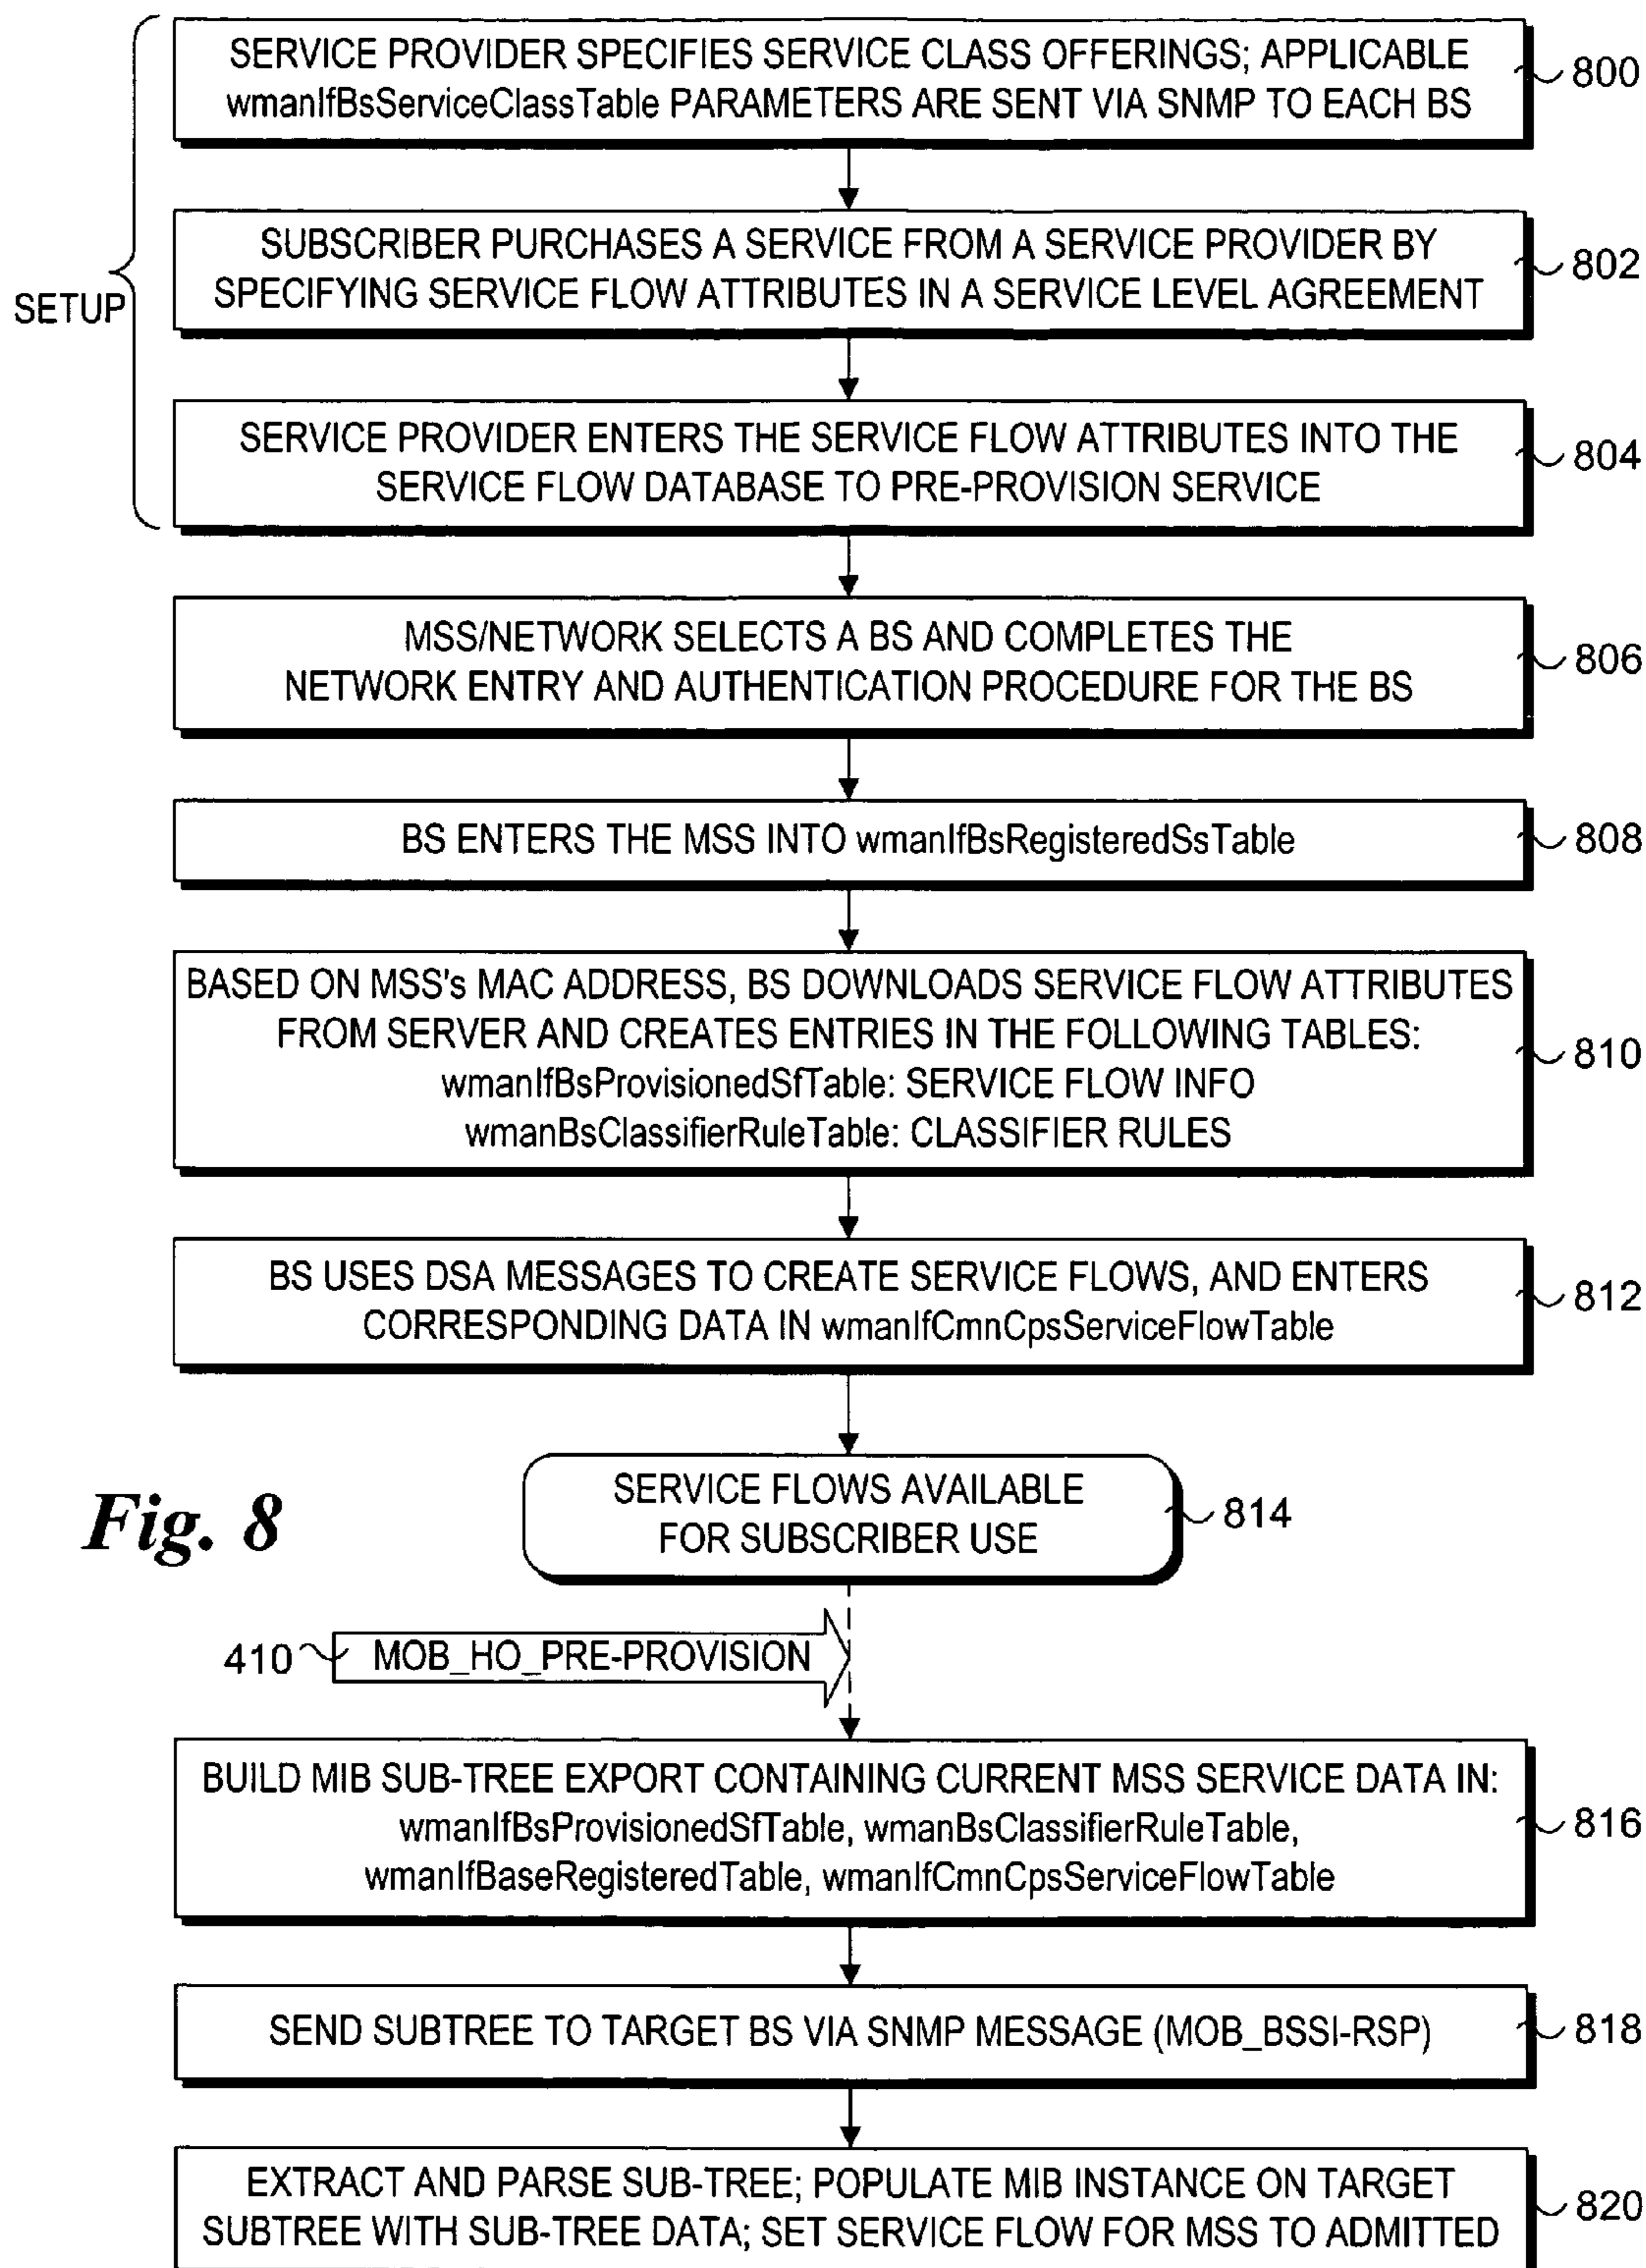 SERVICE PROVIDER SPECIFIES SERVICE CLASS OFFERINGS; APPLICABLE
wmanIfBsServiceClassTable PARAMETERS ARE SENT VIA SNMP TO EACH BS
800
SUBSCRIBER PURCHASES A SERVICE FROM A SERVICE PROVIDER BY
SPECIFYING SERVICE FLOW ATTRIBUTES IN A SERVICE LEVEL AGREEMENT
802
SETUP
SERVICE PROVIDER ENTERS THE SERVICE FLOW ATTRIBUTES INTO THE
SERVICE FLOW DATABASE TO PRE-PROVISION SERVICE
804
MSS/NETWORK SELECTS A BS AND COMPLETES THE
NETWORK ENTRY AND AUTHENTICATION PROCEDURE FOR THE BS
806
BS ENTERS THE MSS INTO wmanIfBsRegisteredSsTable
808
BASED ON MSS's MAC ADDRESS, BS DOWNLOADS SERVICE FLOW ATTRIBUTES
FROM SERVER AND CREATES ENTRIES IN THE FOLLOWING TABLES:
wmanIfBsProvisionedSfTable: SERVICE FLOW INFO
wmanBsClassifierRuleTable: CLASSIFIER RULES
810
BS USES DSA MESSAGES TO CREATE SERVICE FLOWS, AND ENTERS
CORRESPONDING DATA IN wmanIfCmnCpsServiceFlowTable
812
SERVICE FLOWS AVAILABLE
FOR SUBSCRIBER USE
814
Fig. 8
410
MOB_HO_PRE-PROVISION
BUILD MIB SUB-TREE EXPORT CONTAINING CURRENT MSS SERVICE DATA IN:
wmanIfBsProvisionedSfTable, wmanBsClassifierRuleTable,
wmanIfBaseRegisteredTable, wmanIfCmnCpsServiceFlowTable
816
SEND SUBTREE TO TARGET BS VIA SNMP MESSAGE (MOB_BSSI-RSP)
818
EXTRACT AND PARSE SUB-TREE; POPULATE MIB INSTANCE ON TARGET
SUBTREE WITH SUB-TREE DATA; SET SERVICE FLOW FOR MSS TO ADMITTED
820